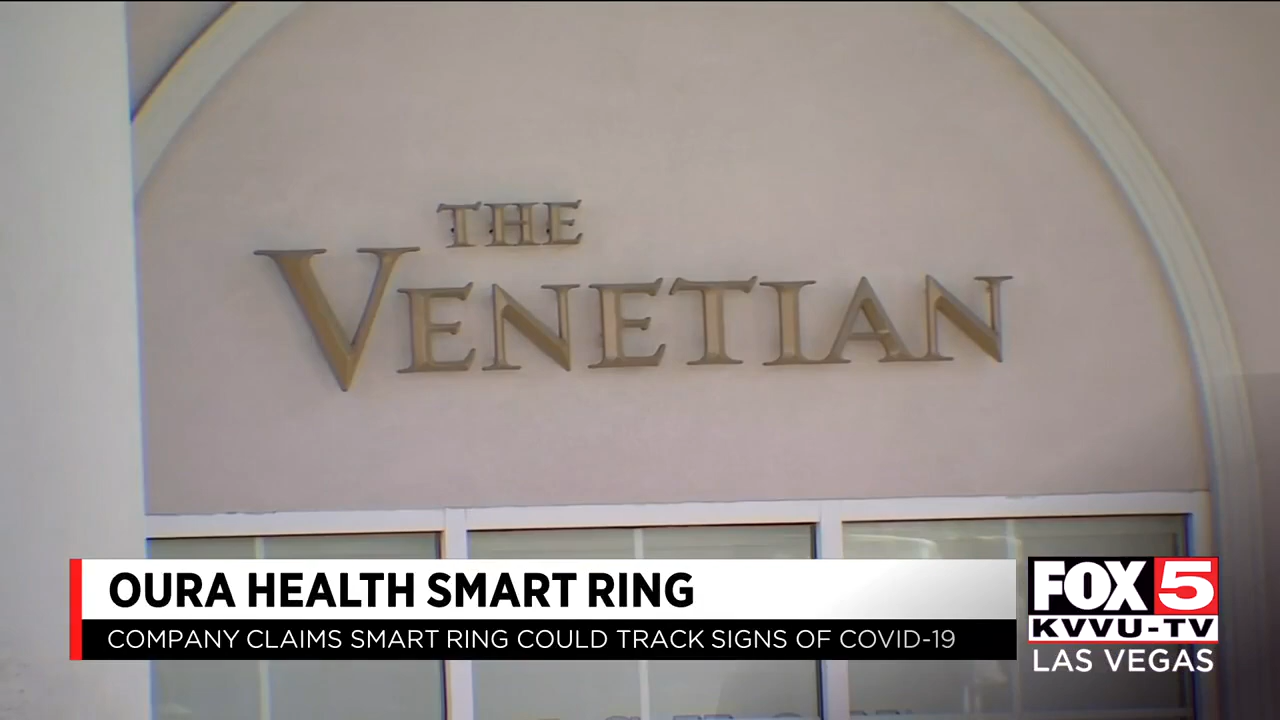 THE
VENETIAN
OURA HEALTH SMART RING
COMPANY CLAIMS SMART RING COULD TRACK SIGNS OF COVID-19
FOX 5
KVVU-TV
LAS VEGAS